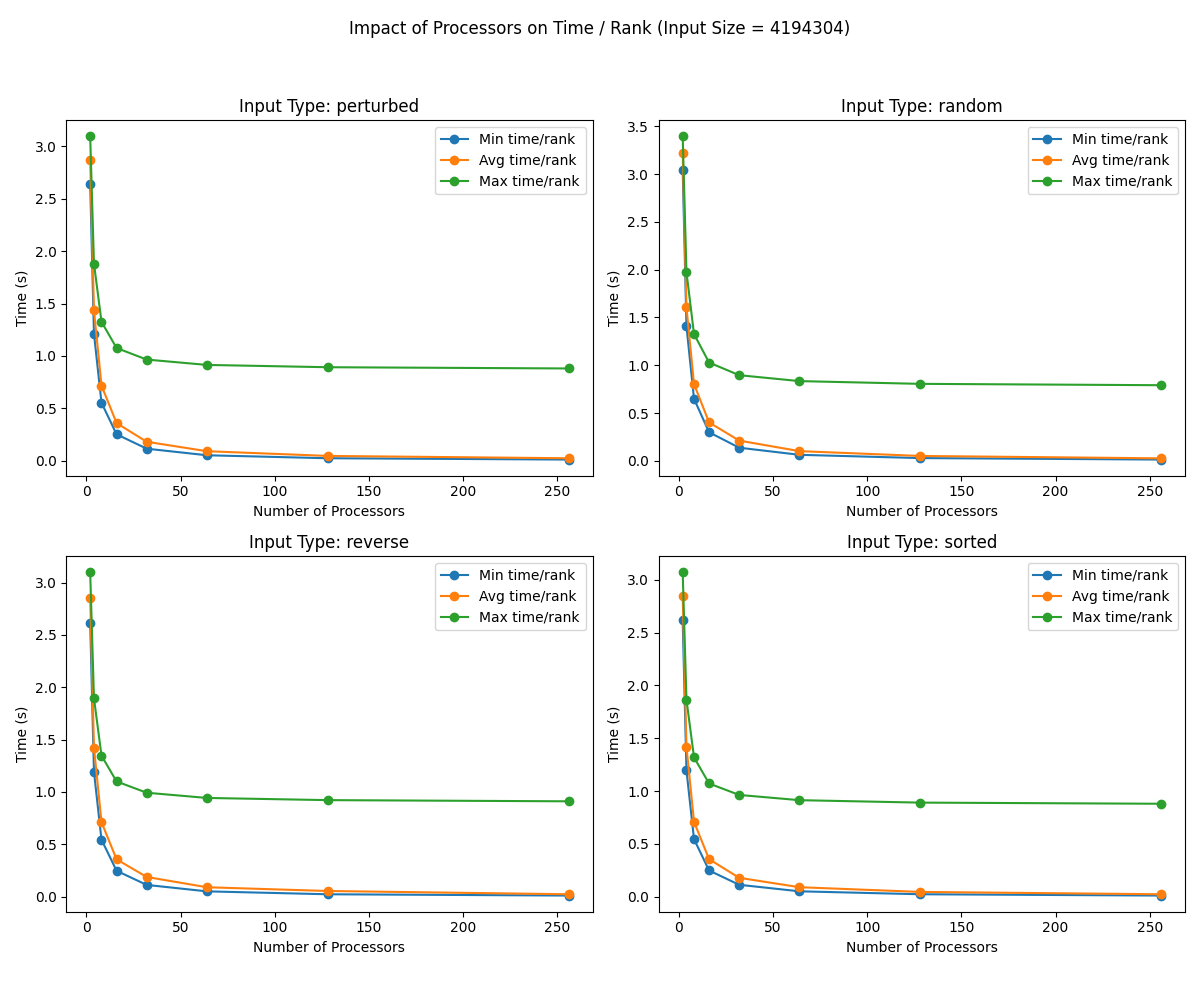 Impact of Processors on Time / Rank (Input Size = 4194304)
Input Type: perturbed
Min time/rank
Avg time/rank
Max time/rank
Time (s)
3.0
2.5
2.0
1.5
1.0
0.5
0.0
0 50 100 150 200 250
Number of Processors
Input Type: random
Min time/rank
Avg time/rank
Max time/rank
Time (s)
3.5
3.0
2.5
2.0
1.5
1.0
0.5
0.0
0 50 100 150 200 250
Number of Processors
Input Type: reverse
Min time/rank
Avg time/rank
Max time/rank
Time (s)
3.0
2.5
2.0
1.5
1.0
0.5
0.0
0 50 100 150 200 250
Number of Processors
Input Type: sorted
Min time/rank
Avg time/rank
Max time/rank
Time (s)
3.0
2.5
2.0
1.5
1.0
0.5
0.0
0 50 100 150 200 250
Number of Processors